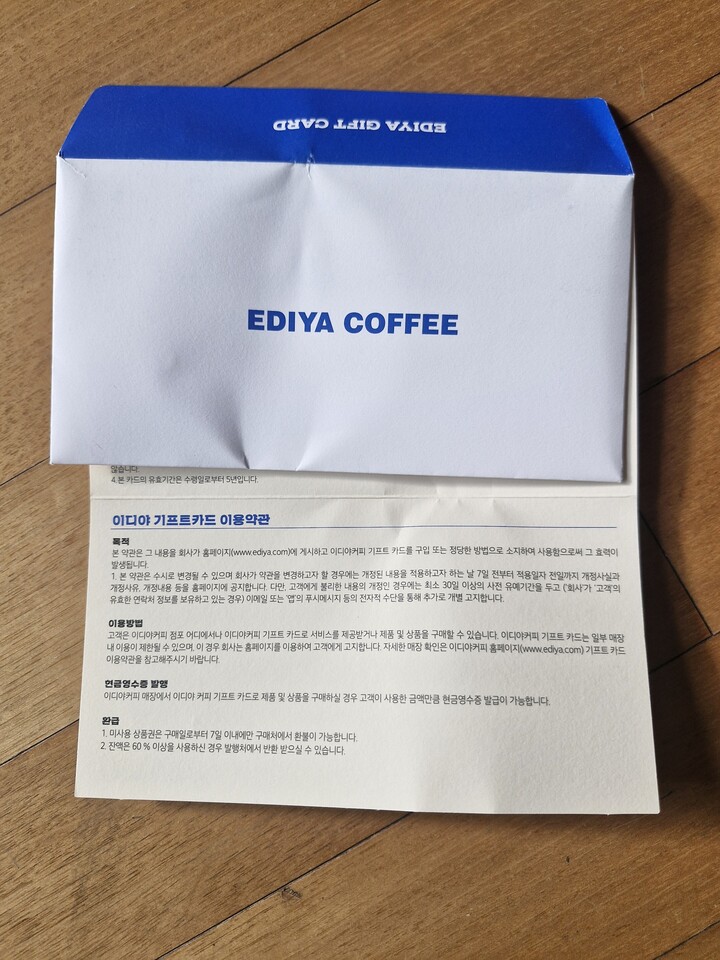 EDIYA GIFT CARD
EDIYA COFFEE
않습니다.
4. 본 카드의 유효기간은 수령일로부터 5년입니다.
이디야 기프트카드 이용약관
목적
본 약관은 그 내용을 회사가 홈페이지(www.ediya.com)에 게시하고 이디야커피 기프트 카드를 구입 또는 정당한 방법으로 소지하며 사용함으로써 그 효력이
발생됩니다.
1. 본 약관은 수시로 변경될 수 있으며 회사가 약관을 변경하고자 할 경우에는 개정된 내용을 적용하고자 하는 날 7일 전부터 적용일자 전일까지 개정사실과
개정사유, 개정내용 등을 홈페이지에 공지합니다. 다만, 고객에게 불리한 내용의 개정인 경우에는 최소 30일 이상의 사전 유예기간을 두고 ('회사'가 '고객'의
유효한 연락처 정보를 보유하고 있는 경우) 이메일 또는 '앱'의 푸시메시지 등의 전자적 수단을 통해 추가로 개별 고지합니다.
이용방법
고객은 이디야커피 점포 어디에서나 이디야커피 기프트 카드로 서비스를 제공받거나 제품 및 상품을 구매할 수 있습니다. 이디야커피 기프트 카드는 일부 매장
내 이용이 제한될 수 있으며, 이 경우 회사는 홈페이지를 이용하여 고객에게 고지합니다. 자세한 매장 확인은 이디야커피 홈페이지(www.ediya.com) 기프트 카드
이용약관을 참고해주시기 바랍니다.
현금영수증 발행
이디야커피 매장에서 이디야 커피 기프트 카드로 제품 및 상품을 구매하실 경우 고객이 사용한 금액만큼 현금영수증 발급이 가능합니다.
환급
1. 미사용 상품권은 구매일로부터 7일 이내에만 구매처에서 환불이 가능합니다.
2. 잔액은 60 % 이상을 사용하신 경우 발행처에서 반환 받으실 수 있습니다.